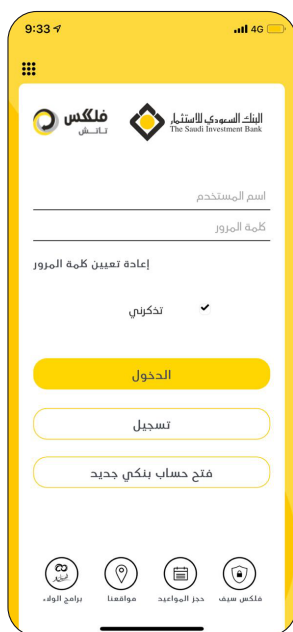 9:33
4G
البنك السعودي للاستثمار
The Saudi Investment Bank
فلكس
تاتش
اسم المستخدم
كلمة المرور
إعادة تعيين كلمة المرور
تذكرني
الدخول
تسجيل
فتح حساب بنكي جديد
فلكس سيف
حجز المواعيد
مواقعنا
برامج الولاء